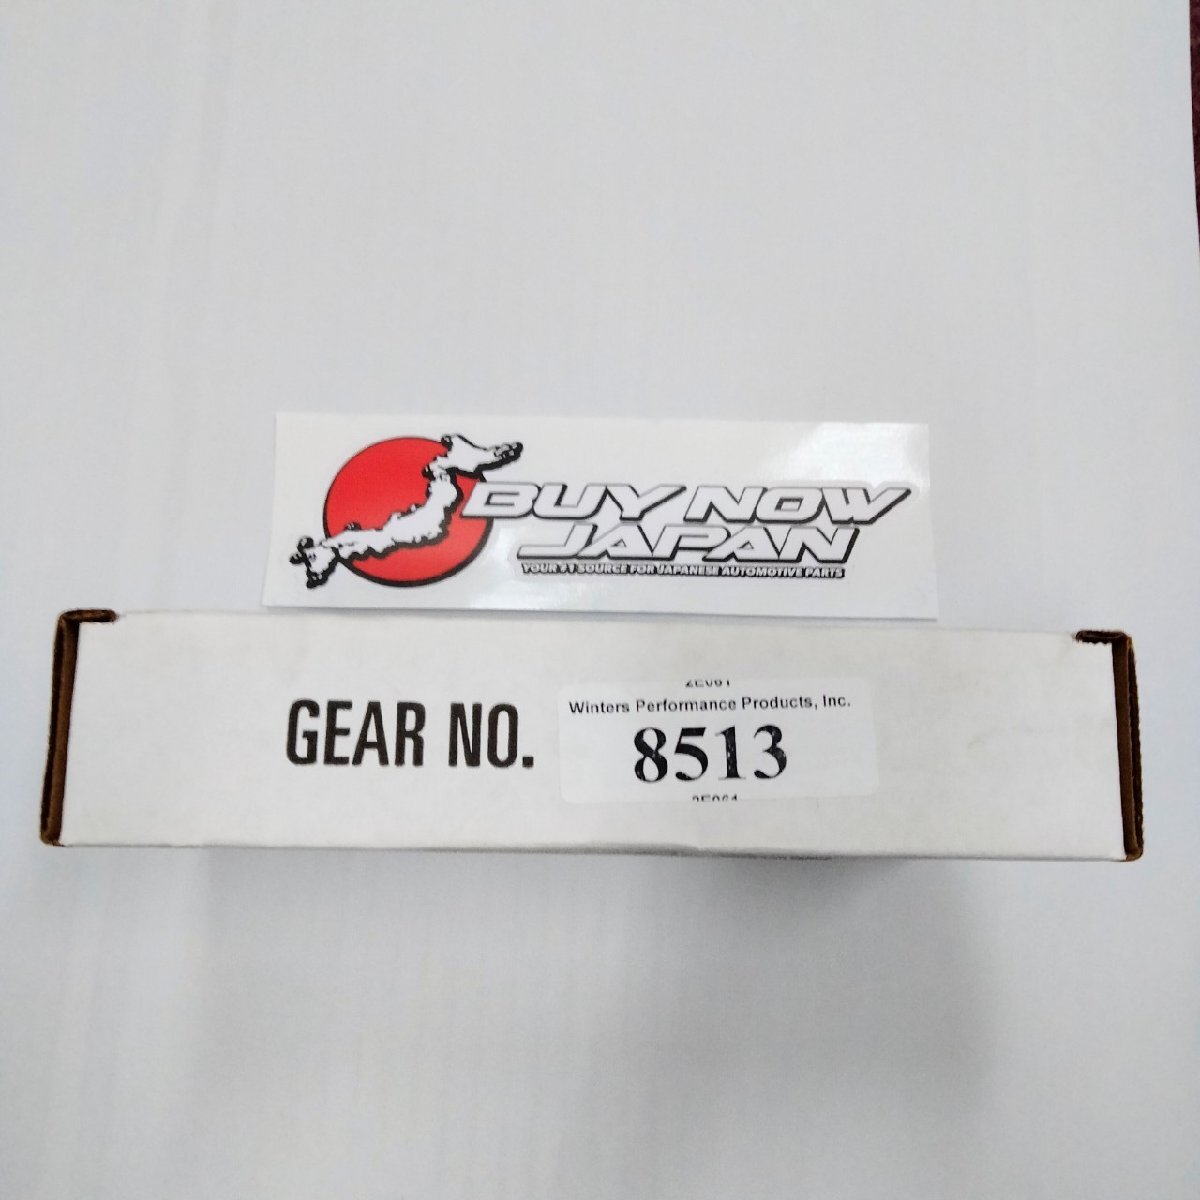 BUY NOW
JAPAN
YOUR #1 SOURCE FOR JAPANESE AUTOMOTIVE PARTS
GEAR NO.
Winters Performance Products, Inc.
8513